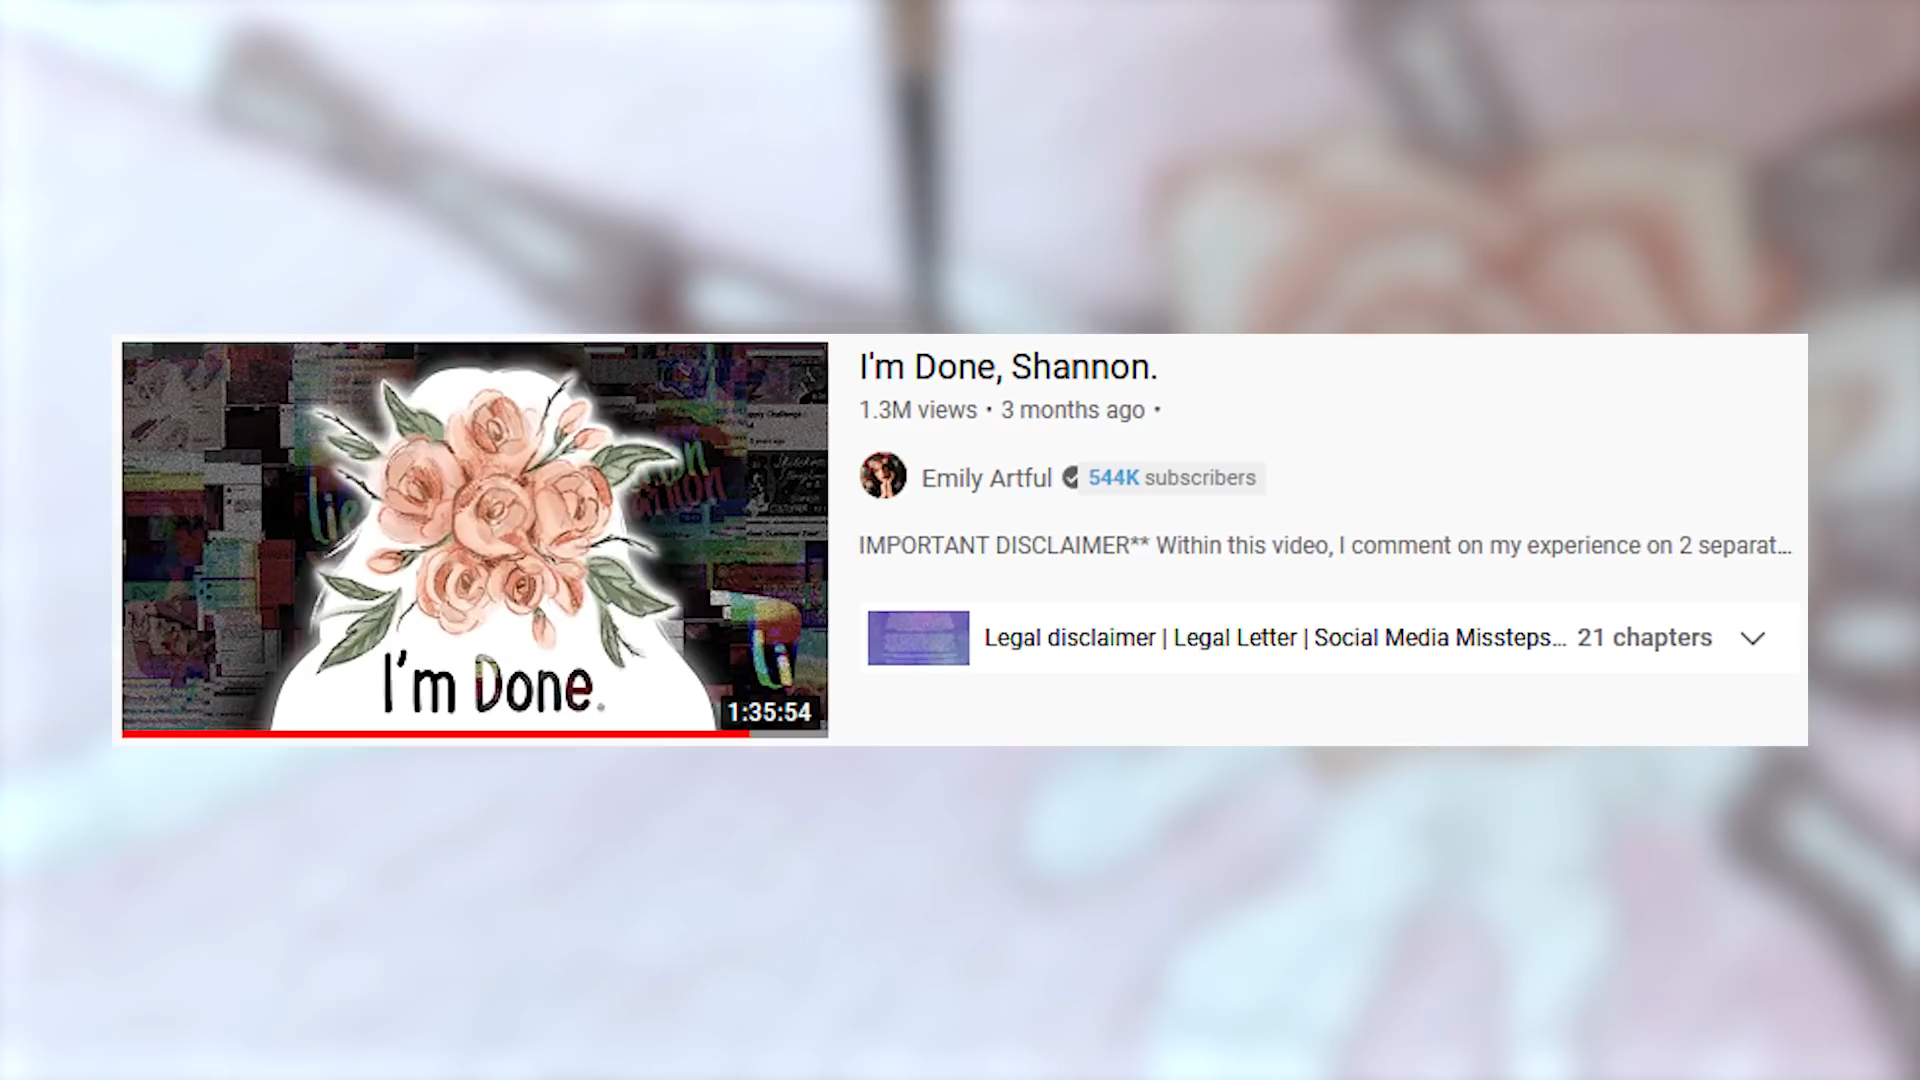 I'm Done.
1:35:54
I'm Done, Shannon.
1.3M views • 3 months ago •
Emily Artful 544K subscribers
IMPORTANT DISCLAIMER** Within this video, I comment on my experience on 2 separat...
Legal disclaimer | Legal Letter | Social Media Missteps... 21 chapters